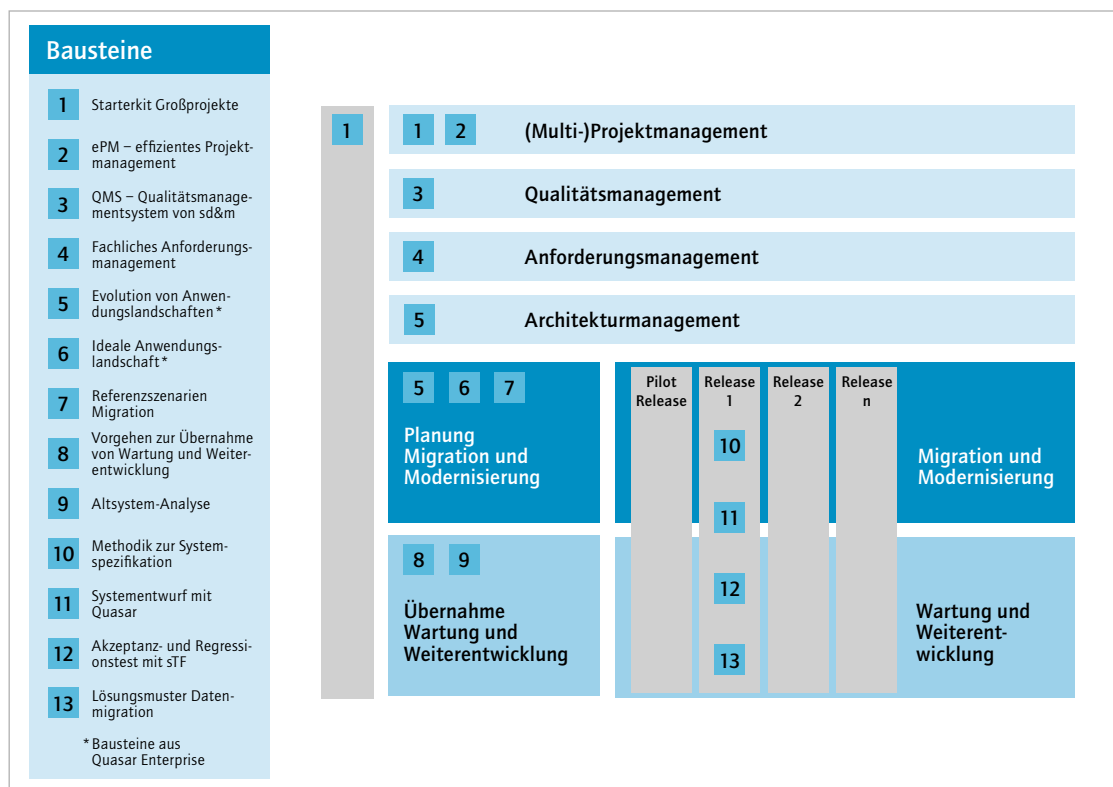 Bausteine
1 Starterkit Großprojekte
2 ePM – effizientes Projekt-
management
3 QMS – Qualitätsmanage-
mentsystem von sd&m
4 Fachliches Anforderungs-
management
5 Evolution von Anwen-
dungslandschaften *
6 Ideale Anwendungs-
landschaft *
7 Referenzszenarien
Migration
8 Vorgehen zur Übernahme
von Wartung und Weiter-
entwicklung
9 Altsystem-Analyse
10 Methodik zur System-
spezifikation
11 Systementwurf mit
Quasar
12 Akzeptanz- und Regressi-
onstest mit sTF
13 Lösungsmuster Daten-
migration
* Bausteine aus
Quasar Enterprise
1
1 2 (Multi-)Projektmanagement
3 Qualitätsmanagement
4 Anforderungsmanagement
5 Architekturmanagement
5 6 7
Planung
Migration und
Modernisierung
Pilot
Release
Release
1
Release
2
Release
n
10
11
12
13
Migration und
Modernisierung
8 9
Übernahme
Wartung und
Weiterentwicklung
Wartung und
Weiterent-
wicklung